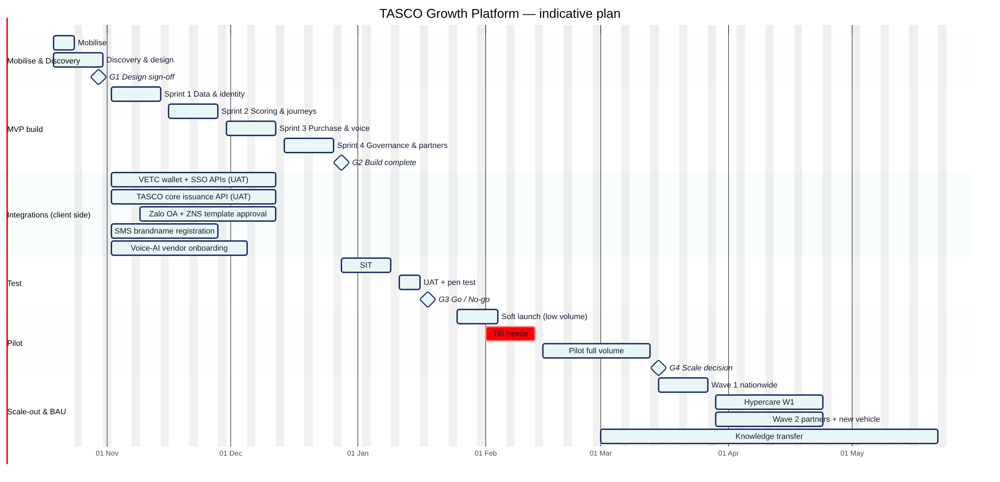 TASCO Growth Platform — indicative plan
Mobilise
Mobilise & Discovery
Discovery & design
G1 Design sign-off
Sprint 1 Data & identity
Sprint 2 Scoring & journeys
MVP build
Sprint 3 Purchase & voice
Sprint 4 Governance & partners
G2 Build complete
VETC wallet + SSO APIs (UAT)
TASCO core issuance API (UAT)
Integrations (client side)
Zalo OA + ZNS template approval
SMS brandname registration
Voice-AI vendor onboarding
SIT
Test
UAT + pen test
G3 Go / No-go
Soft launch (low volume)
Tết freeze
Pilot
Pilot full volume
G4 Scale decision
Wave 1 nationwide
Hypercare W1
Scale-out & BAU
Wave 2 partners + new vehicle
Knowledge transfer
01 Nov
01 Dec
01 Jan
01 Feb
01 Mar
01 Apr
01 May